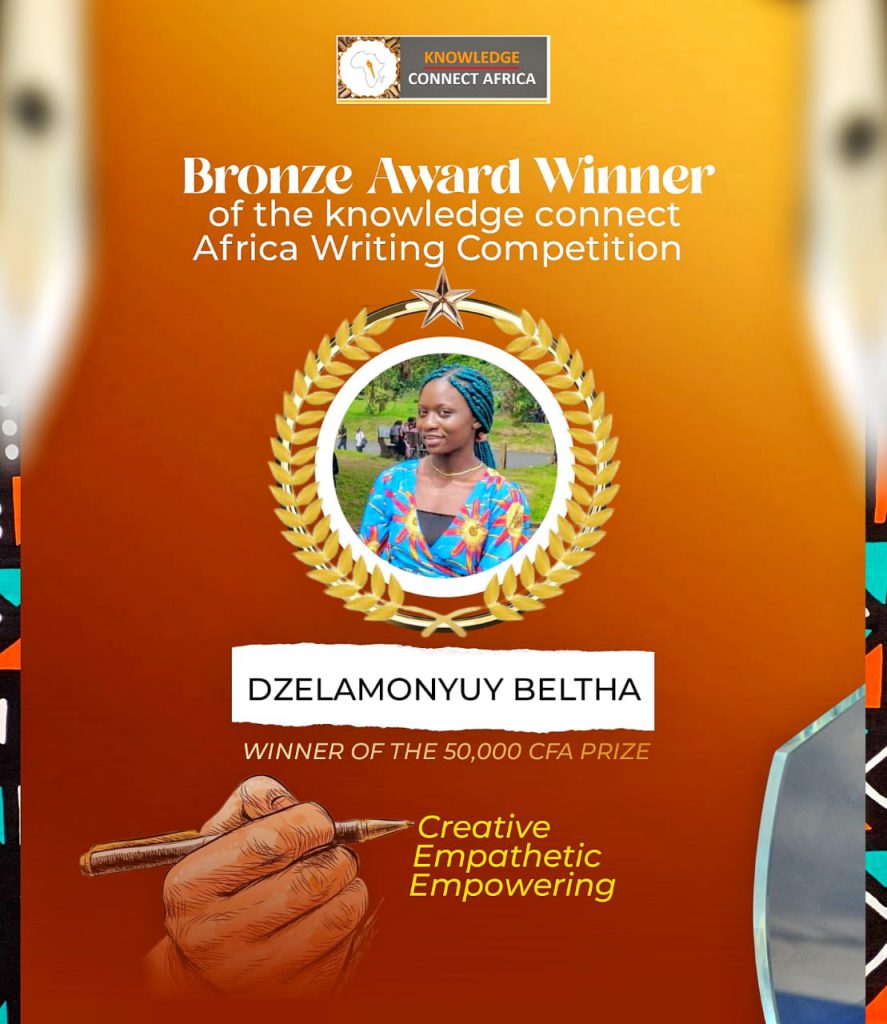 KNOWLEDGE
CONNECT AFRICA
Bronze Award Winner
of the knowledge connect
Africa Writing Competition
DZELAMONYUY BELTHA
WINNER OF THE 50,000 CFA PRIZE
Creative
Empathetic
Empowering